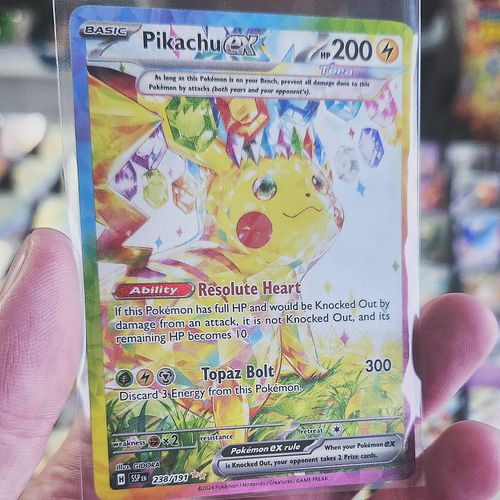 BASIC Pikachu ex HP 200
Tera
As long as this Pokémon is on your Bench, prevent all damage done to this
Pokémon by attacks (both yours and your opponent's).
Ability Resolute Heart
If this Pokémon has full HP and would be Knocked Out by
damage from an attack, it is not Knocked Out, and its
remaining HP becomes 10.
Topaz Bolt 300
Discard 3 Energy from this Pokémon.
weakness ×2 resistance retreat
Pokémon ex rule When your Pokémon ex
is Knocked Out, your opponent takes 2 Prize cards.
Illus. GIDORA
H SSP EN 238/191
©2024 Pokémon / Nintendo / Creatures / GAME FREAK